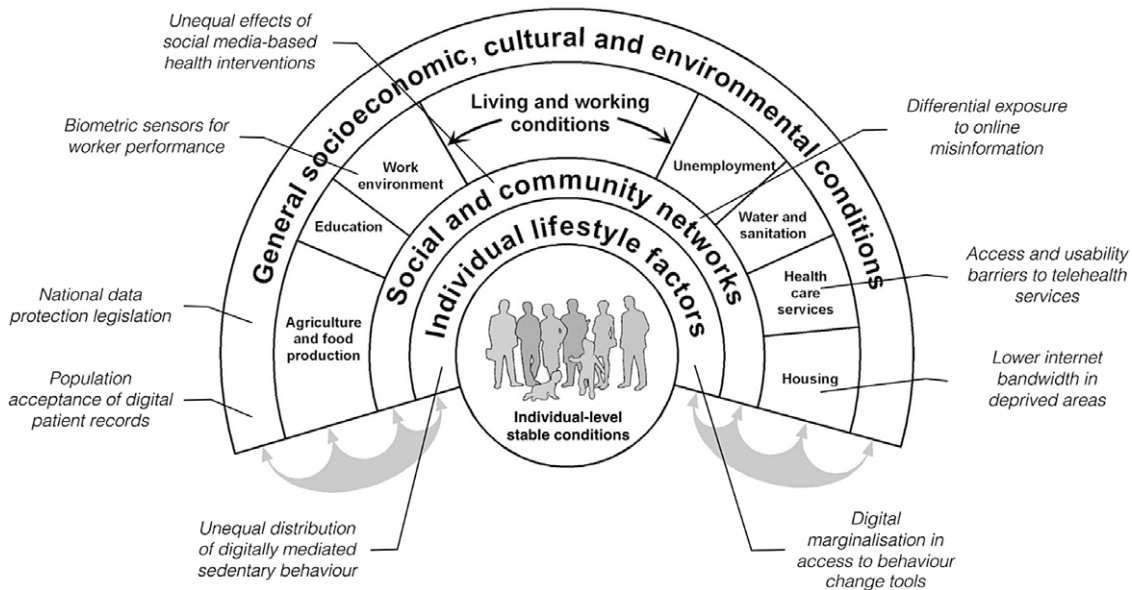 Unequal effects of
social media-based
health interventions
General socioeconomic, cultural and environmental conditions
Living and working
conditions
Biometric sensors for
worker performance
Differential exposure
to online
misinformation
Work
environment
Unemployment
Education
Water and
sanitation
Social and community networks
Individual lifestyle factors
Access and usability
barriers to telehealth
services
Health
care
services
National data
protection legislation
Agriculture
and food
production
Housing
Lower internet
bandwidth in
deprived areas
Population
acceptance of digital
patient records
Individual-level
stable conditions
Unequal distribution
of digitally mediated
sedentary behaviour
Digital
marginalisation in
access to behaviour
change tools